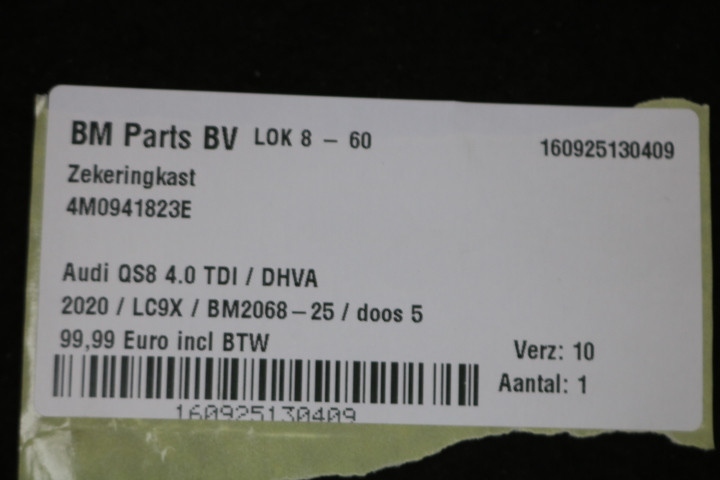 BM Parts BV LOK 8 - 60
160925130409
Zekeringkast
4M0941823E
Audi QS8 4.0 TDI / DHVA
2020 / LC9X / BM2068-25 / doos 5
99,99 Euro incl BTW
Verz: 10
Aantal: 1
160925130409